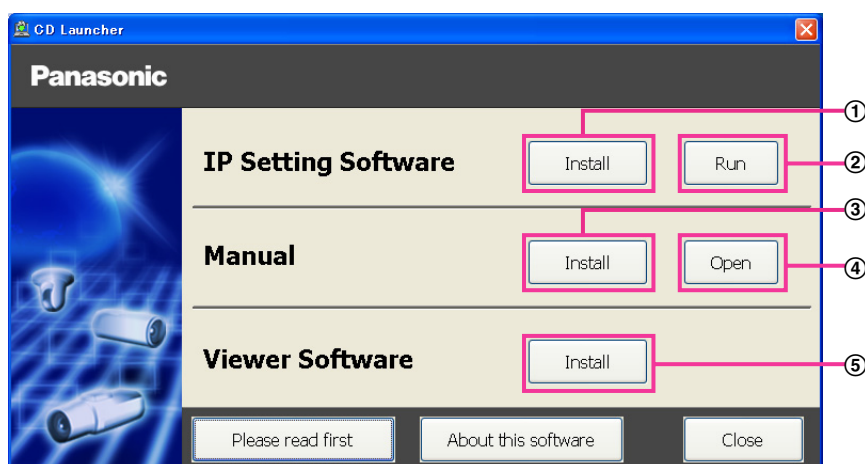 CD Launcher
Panasonic
①
IP Setting Software Install Run ②
③
Manual Install Open ④
Viewer Software Install ⑤
Please read first About this software Close